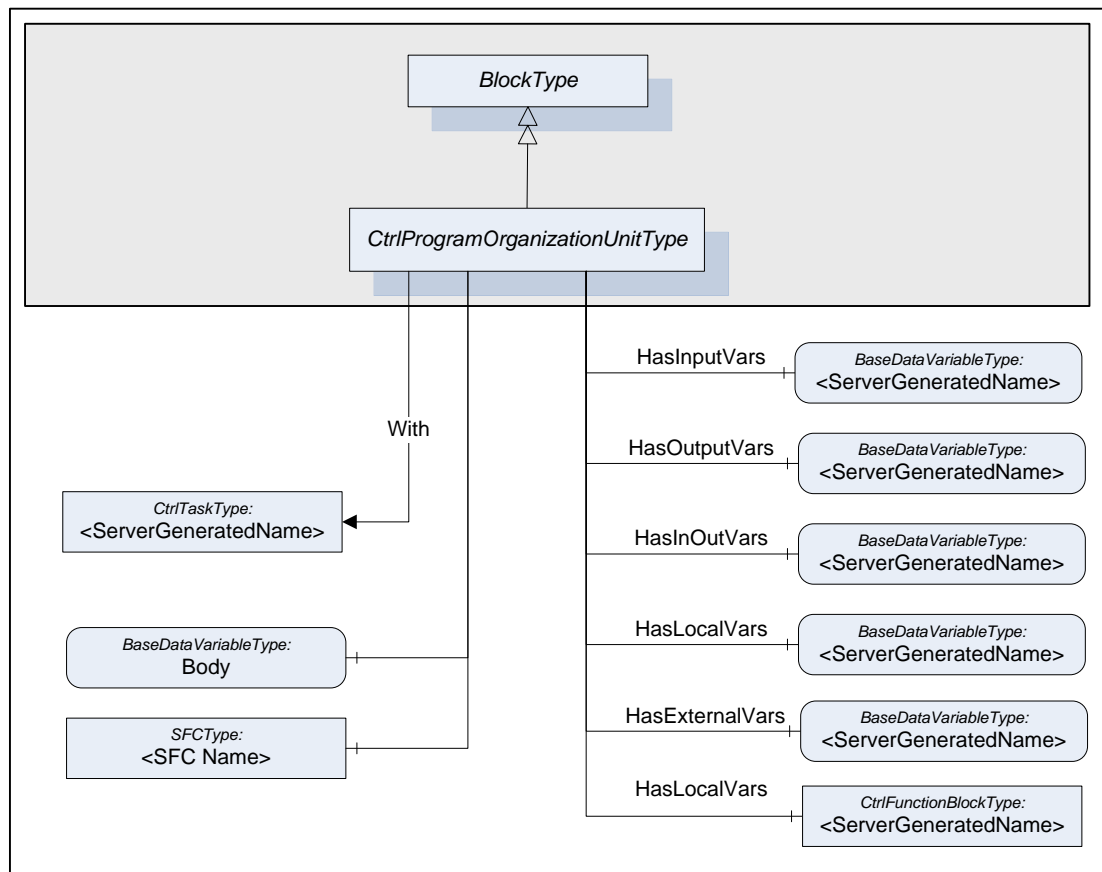 BlockType
CtrlProgramOrganizationUnitType
HasInputVars
BaseDataVariableType:
<ServerGeneratedName>
With
HasOutputVars
BaseDataVariableType:
<ServerGeneratedName>
CtrlTaskType:
<ServerGeneratedName>
HasInOutVars
BaseDataVariableType:
<ServerGeneratedName>
BaseDataVariableType:
Body
HasLocalVars
BaseDataVariableType:
<ServerGeneratedName>
SFCType:
<SFC Name>
HasExternalVars
BaseDataVariableType:
<ServerGeneratedName>
HasLocalVars
CtrlFunctionBlockType:
<ServerGeneratedName>